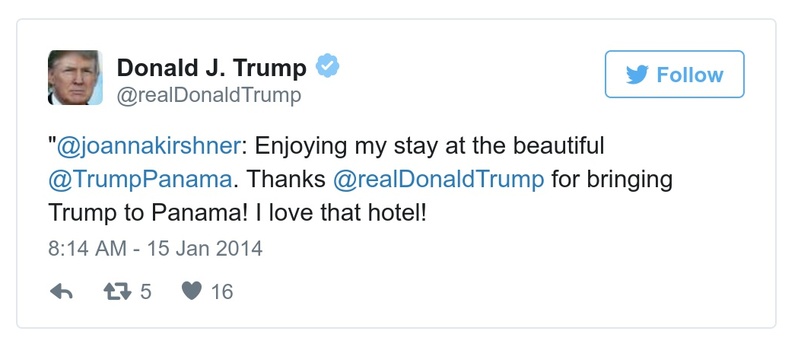 Donald J. Trump
@realDonaldTrump
Follow
"@joannakirshner: Enjoying my stay at the beautiful
@TrumpPanama. Thanks @realDonaldTrump for bringing
Trump to Panama! I love that hotel!
8:14 AM - 15 Jan 2014
5 16